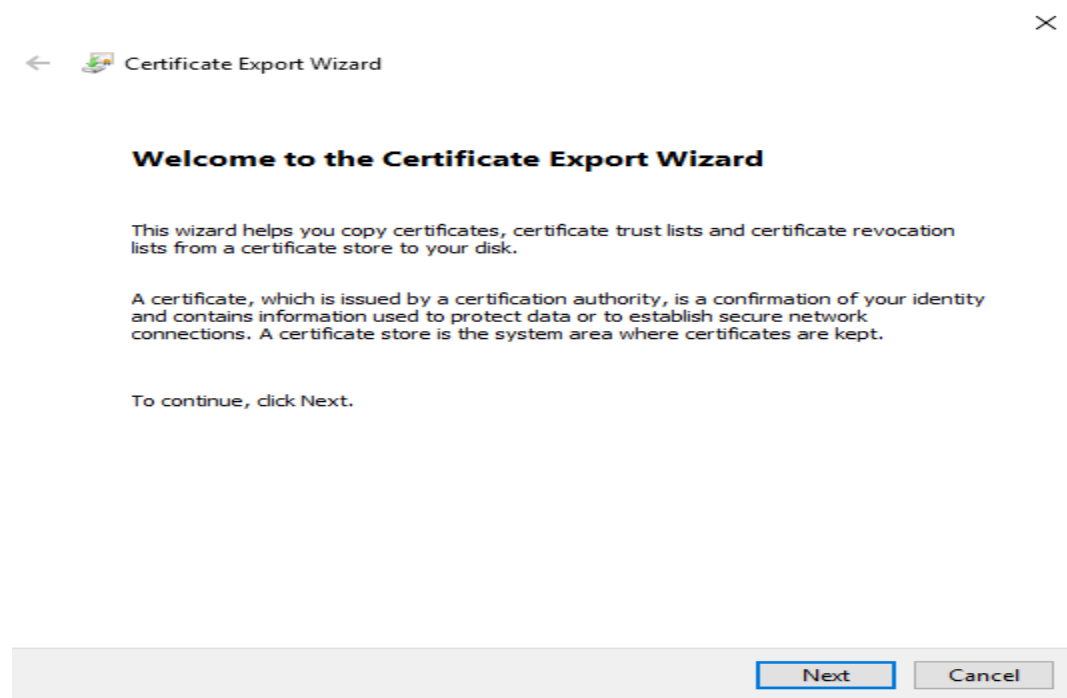 Certificate Export Wizard
Welcome to the Certificate Export Wizard
This wizard helps you copy certificates, certificate trust lists and certificate revocation
lists from a certificate store to your disk.
A certificate, which is issued by a certification authority, is a confirmation of your identity
and contains information used to protect data or to establish secure network
connections. A certificate store is the system area where certificates are kept.
To continue, click Next.
Next
Cancel